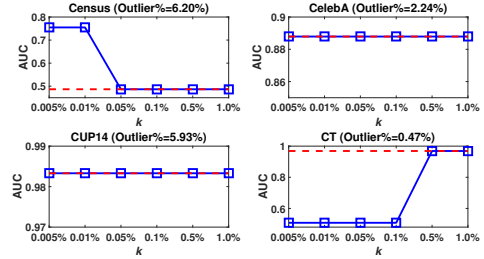 Census (Outlier%=6.20%)
0.8
0.7
0.6
0.5
AUC
0.005% 0.01% 0.05% 0.1% 0.5% 1.0%
k
CelebA (Outlier%=2.24%)
0.9
0.88
0.86
AUC
0.005% 0.01% 0.05% 0.1% 0.5% 1.0%
k
CUP14 (Outlier%=5.93%)
0.99
0.98
0.97
AUC
0.005% 0.01% 0.05% 0.1% 0.5% 1.0%
k
CT (Outlier%=0.47%)
1
0.8
0.6
AUC
0.005% 0.01% 0.05% 0.1% 0.5% 1.0%
k